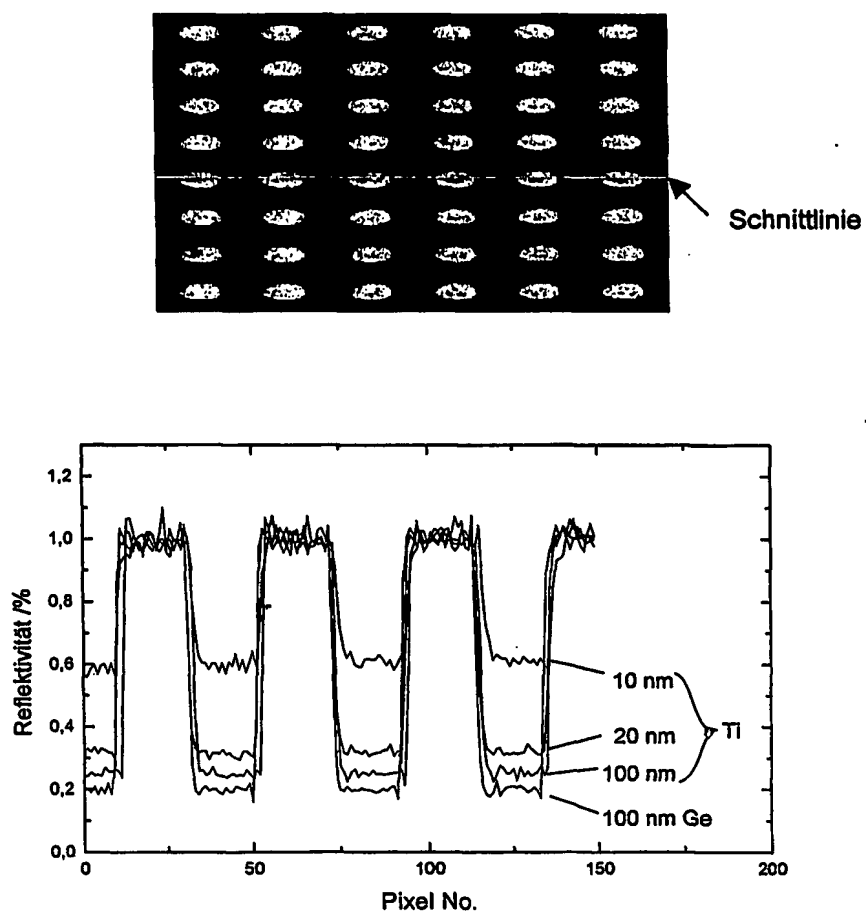 Schnittlinie
Reflektivität /%
1,2
1,0
0,8
0,6
0,4
0,2
0,0
10 nm
20 nm
100 nm
Ti
100 nm Ge
0
50
100
150
200
Pixel No.